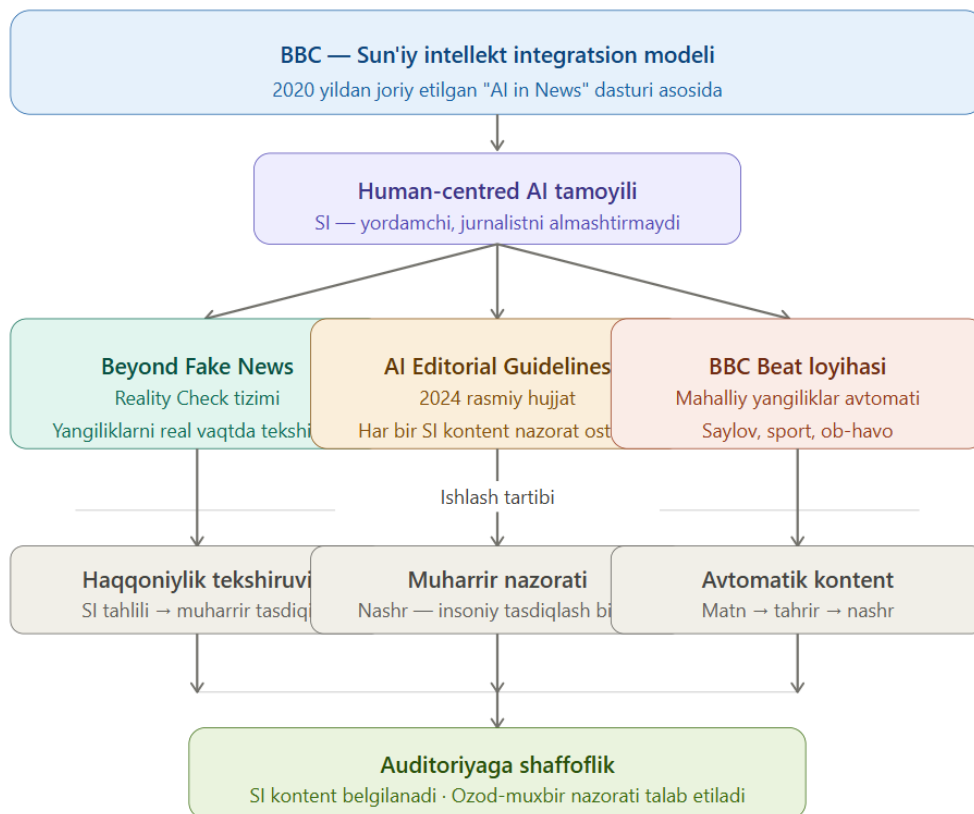 BBC — Sun'iy intellekt integratsion modeli
2020 yildan joriy etilgan "AI in News" dasturi asosida
Human-centred AI tamoyili
SI — yordamchi, jurnalistni almashtirmaydi
Beyond Fake News
Reality Check tizimi
Yangiliklarni real vaqtda tekshi
AI Editorial Guidelines
2024 rasmiy hujjat
Har bir SI kontent nazorat ost
BBC Beat loyihasi
Mahalliy yangiliklar avtomati
Saylov, sport, ob-havo
Ishlash tartibi
Haqqoniylik tekshiruvi
SI tahlili → muharrir tasdiqi
Muharrir nazorati
Nashr — insoniy tasdiqlash bi
Avtomatik kontent
Matn → tahrir → nashr
Auditoriyaga shaffoflik
SI kontent belgilanadi · Ozod-muxbir nazorati talab etiladi